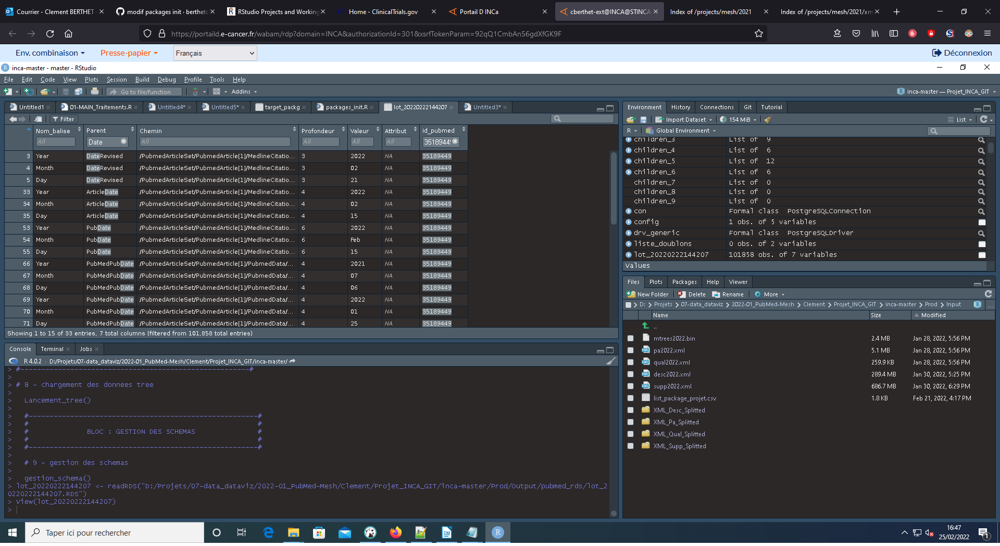 Courrier - Clement BERTHET -
modif packages init · berthetc
RStudio Projects and Working
Home - ClinicalTrials.gov
Portail D INCa
cberthet-ext@INCA@STINCA
Index of /projects/mesh/2021
Index of /projects/mesh/2021/xm
https://portaild.e-cancer.fr/wabam/rdp?domain=INCA&authorizationId=301&xsrfTokenParam=92qQ1CmbAn56gdXfGK9F
Env. combinaison
Presse-papier
Français
Déconnexion
inca-master - master - RStudio
File Edit Code View Plots Session Build Debug Profile Tools Help
Go to file/function
Addins
inca-master — Projet_INCA_GIT
Untitled1
01-MAIN_Traitements.R
Untitled4*
Untitled5*
target_packg
packages_init.R
lot_20220222144207
Untitled3*
Filter
Nom_balise Parent Chemin Profondeur Valeur Attribut id_pubmed
All Date All All All All 35189449
3 Year DateRevised /PubmedArticleSet/PubmedArticle[1]/MedlineCitatio... 3 2022 NA 35189449
4 Month DateRevised /PubmedArticleSet/PubmedArticle[1]/MedlineCitatio... 3 02 NA 35189449
5 Day DateRevised /PubmedArticleSet/PubmedArticle[1]/MedlineCitatio... 3 21 NA 35189449
33 Year ArticleDate /PubmedArticleSet/PubmedArticle[1]/MedlineCitatio... 4 2022 NA 35189449
34 Month ArticleDate /PubmedArticleSet/PubmedArticle[1]/MedlineCitatio... 4 02 NA 35189449
35 Day ArticleDate /PubmedArticleSet/PubmedArticle[1]/MedlineCitatio... 4 15 NA 35189449
53 Year PubDate /PubmedArticleSet/PubmedArticle[1]/MedlineCitatio... 6 2022 NA 35189449
54 Month PubDate /PubmedArticleSet/PubmedArticle[1]/MedlineCitatio... 6 Feb NA 35189449
55 Day PubDate /PubmedArticleSet/PubmedArticle[1]/MedlineCitatio... 6 15 NA 35189449
66 Year PubMedPubDate /PubmedArticleSet/PubmedArticle[1]/PubmedData/... 4 2021 NA 35189449
67 Month PubMedPubDate /PubmedArticleSet/PubmedArticle[1]/PubmedData/... 4 07 NA 35189449
68 Day PubMedPubDate /PubmedArticleSet/PubmedArticle[1]/PubmedData/... 4 06 NA 35189449
69 Year PubMedPubDate /PubmedArticleSet/PubmedArticle[1]/PubmedData/... 4 2022 NA 35189449
70 Month PubMedPubDate /PubmedArticleSet/PubmedArticle[1]/PubmedData/... 4 01 NA 35189449
71 Day PubMedPubDate /PubmedArticleSet/PubmedArticle[1]/PubmedData/... 4 25 NA 35189449
Showing 1 to 15 of 33 entries, 7 total columns (filtered from 101,858 total entries)
Console Terminal Jobs
R 4.0.2 · D:/Projets/07-data_dataviz/2022-01_PubMed-Mesh/Clement/Projet_INCA_GIT/inca-master/
> #-------------------------------------------------------#
>
> # 8 - chargement des donnees tree
>
>   Lancement_tree()
>
>   #-------------------------------------------------------#
>   #                                                       #
>   #              BLOC : GESTION DES SCHEMAS               #
>   #                                                       #
>   #-------------------------------------------------------#
>
>   # 9 - gestion des schemas
>
>   gestion_schema()
> lot_20220222144207 <- readRDS("D:/Projets/07-data_dataviz/2022-01_PubMed-Mesh/Clement/Projet_INCA_GIT/inca-master/Prod/Output/pubmed_rds/lot_2
0220222144207.RDS")
> View(lot_20220222144207)
>
Environment History Connections Git Tutorial
Import Dataset 154 MiB List
R Global Environment
children_3 List of 9
children_4 List of 6
children_5 List of 12
children_6 List of 6
children_7 List of 0
children_8 List of 0
children_9 List of 0
con Formal class PostgreSQLConnection
config 1 obs. of 5 variables
drv_generic Formal class PostgreSQLDriver
liste_doublons 0 obs. of 2 variables
lot_20220222144207 101858 obs. of 7 variables
Values
Files Plots Packages Help Viewer
New Folder Delete Rename More
D: > Projets > 07-data_dataviz > 2022-01_PubMed-Mesh > Clement > Projet_INCA_GIT > inca-master > Prod > Input ...
Name Size Modified
..
mtrees2022.bin 2.4 MB Jan 28, 2022, 5:56 PM
pa2022.xml 5.1 MB Jan 28, 2022, 5:56 PM
qual2022.xml 259.9 KB Jan 28, 2022, 5:56 PM
desc2022.xml 289.4 MB Jan 30, 2022, 5:25 PM
supp2022.xml 686.7 MB Jan 30, 2022, 6:29 PM
list_package_projet.csv 1.8 KB Feb 21, 2022, 4:17 PM
XML_Desc_Splitted
XML_Pa_Splitted
XML_Qual_Splitted
XML_Supp_Splitted
Taper ici pour rechercher
16:47
25/02/2022
1